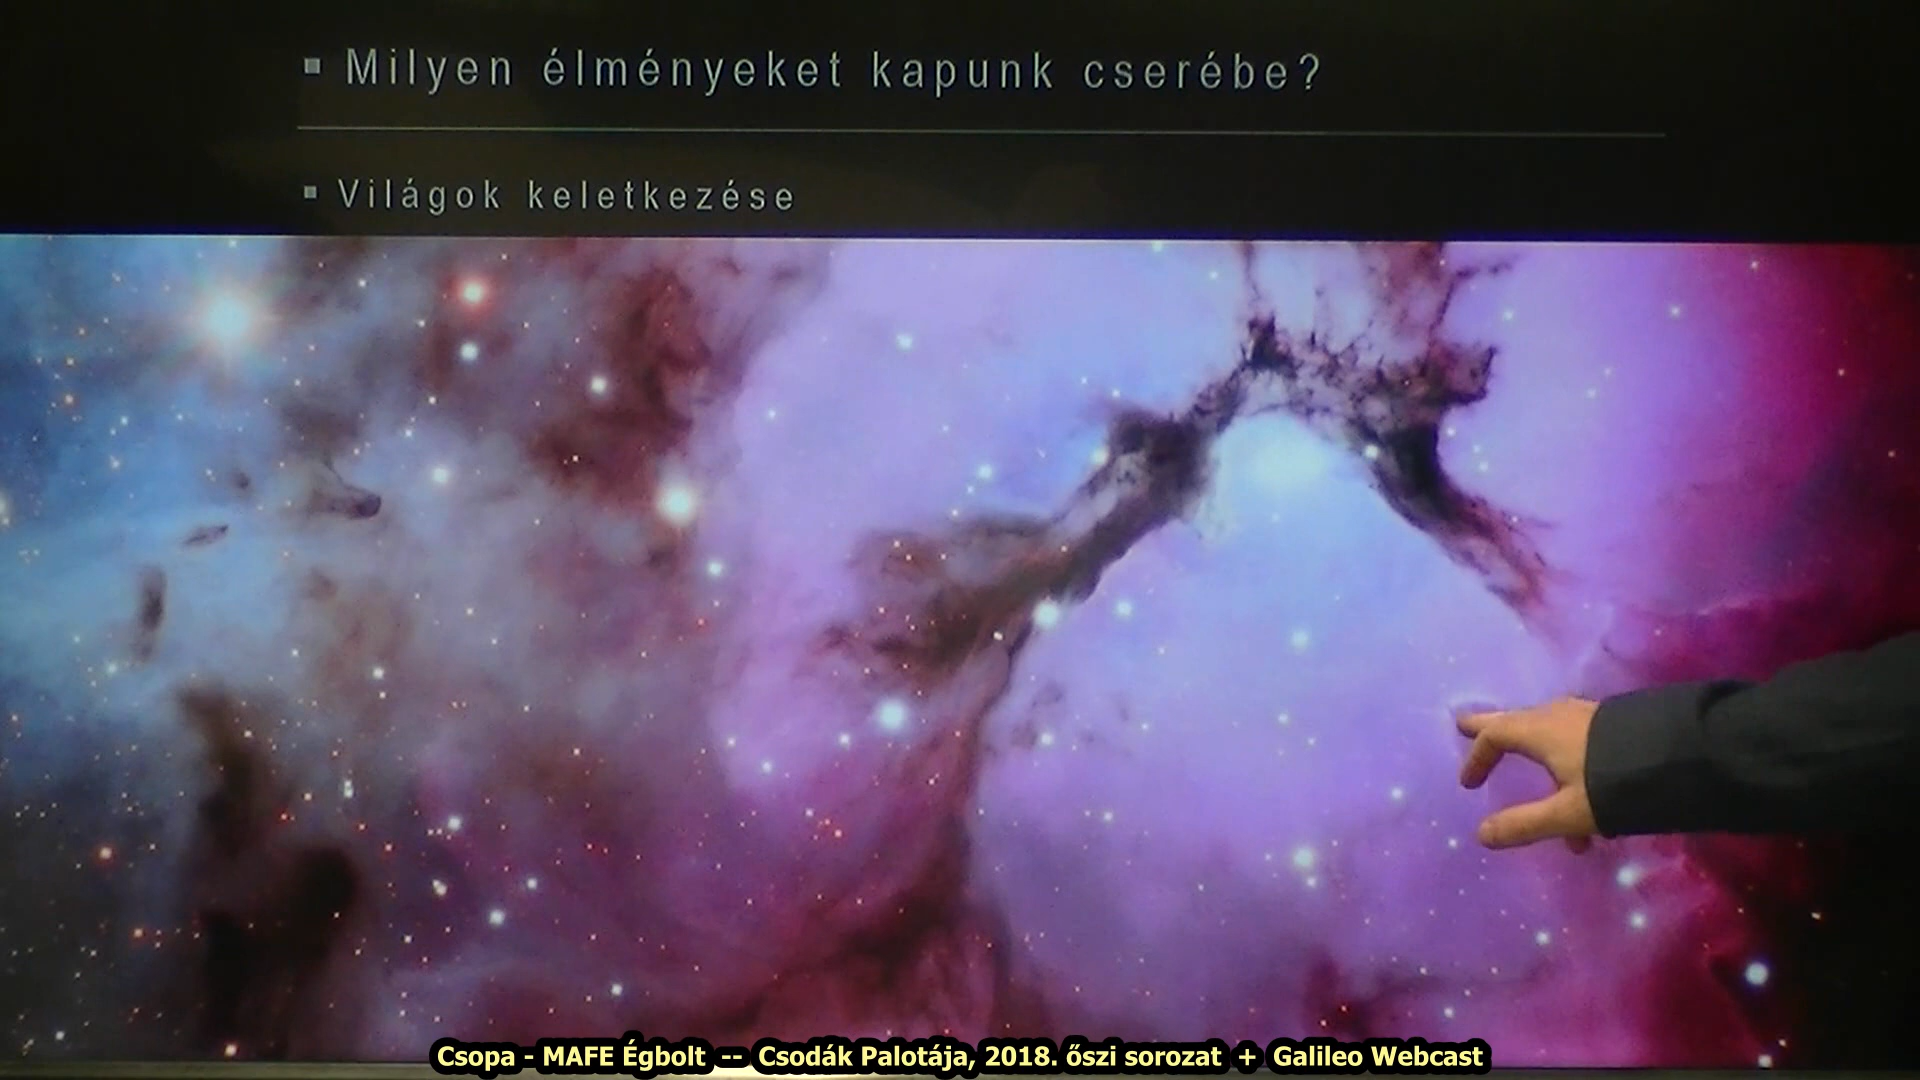 ▪ Milyen élményeket kapunk cserébe?
▪ Világok keletkezése
Csopa - MAFE Égbolt -- Csodák Palotája, 2018. őszi sorozat + Galileo Webcast